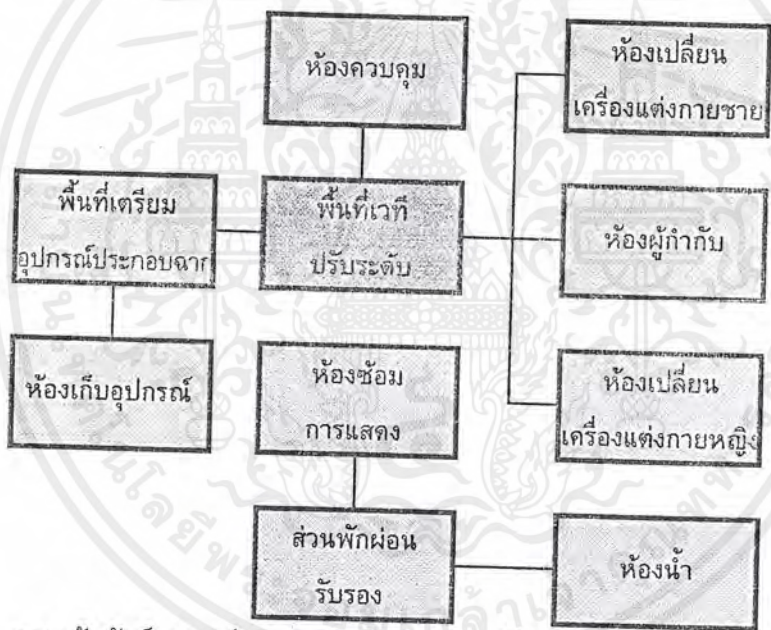 ห้องควบคุม
ห้องเปลี่ยน
เครื่องแต่งกายชาย
พื้นที่เตรียม
อุปกรณ์ประกอบฉาก
พื้นที่เวที
ปรับระดับ
ห้องผู้กำกับ
ห้องเก็บอุปกรณ์
ห้องซ้อม
การแสดง
ห้องเปลี่ยน
เครื่องแต่งกายหญิง
ส่วนพักผ่อน
รับรอง
ห้องน้ำ